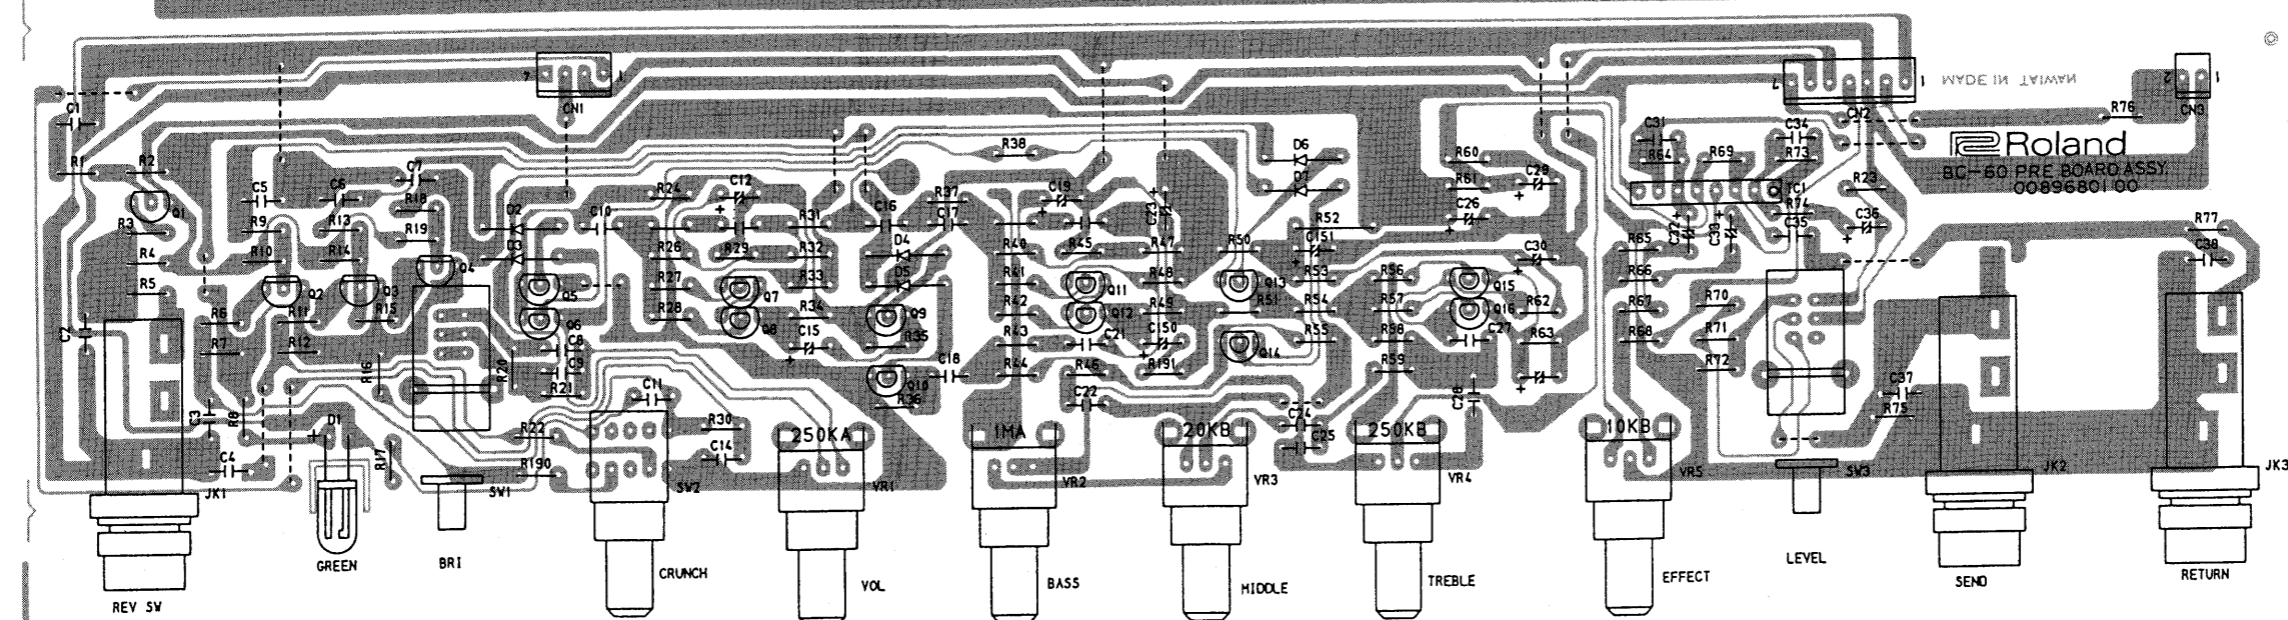 7
1
CN1
7
1
CN2
MADE IN TAIWAN
2
1
CN3
C1
R76
Roland
BC-60 PRE BOARD ASSY.
00896801 00
R38
D6
D7
C31
C34
R60
R64
R69
R73
R1
R2
C7
R61
C29
IC1
R23
C5
C6
R24
C12
R37
C19
C23
Q1
R18
C26
R74
R3
R9
R13
D2
C10
R31
C16
C17
R52
C32
C33
C35
C36
R77
R19
R4
R10
R14
D3
R26
R29
R32
D4
R40
R45
R47
R50
C151
C30
R65
C38
Q4
R5
Q2
Q3
Q5
R27
Q7
R33
D5
R41
Q11
R48
Q13
R53
R56
Q15
R66
R6
R11
R15
Q6
R28
Q8
R34
Q9
R42
Q12
R49
R51
R54
R57
Q16
R62
R67
R70
C2
R7
R12
C8
C15
R35
R43
C21
C150
Q14
R55
R58
C27
R63
R68
R71
R16
R20
C9
R21
Q10
C18
R44
R46
R191
R59
R72
C11
R36
C22
C28
C37
C3
R8
D1
R22
R30
C24
R75
250KA
1MA
20KB
250KB
10KB
C25
C4
R17
R190
C14
JK1
SW1
SW2
VR1
VR2
VR3
VR4
VR5
SW3
JK2
JK3
GREEN
BRI
CRUNCH
VOL
BASS
MIDDLE
TREBLE
EFFECT
LEVEL
SEND
RETURN
REV SW